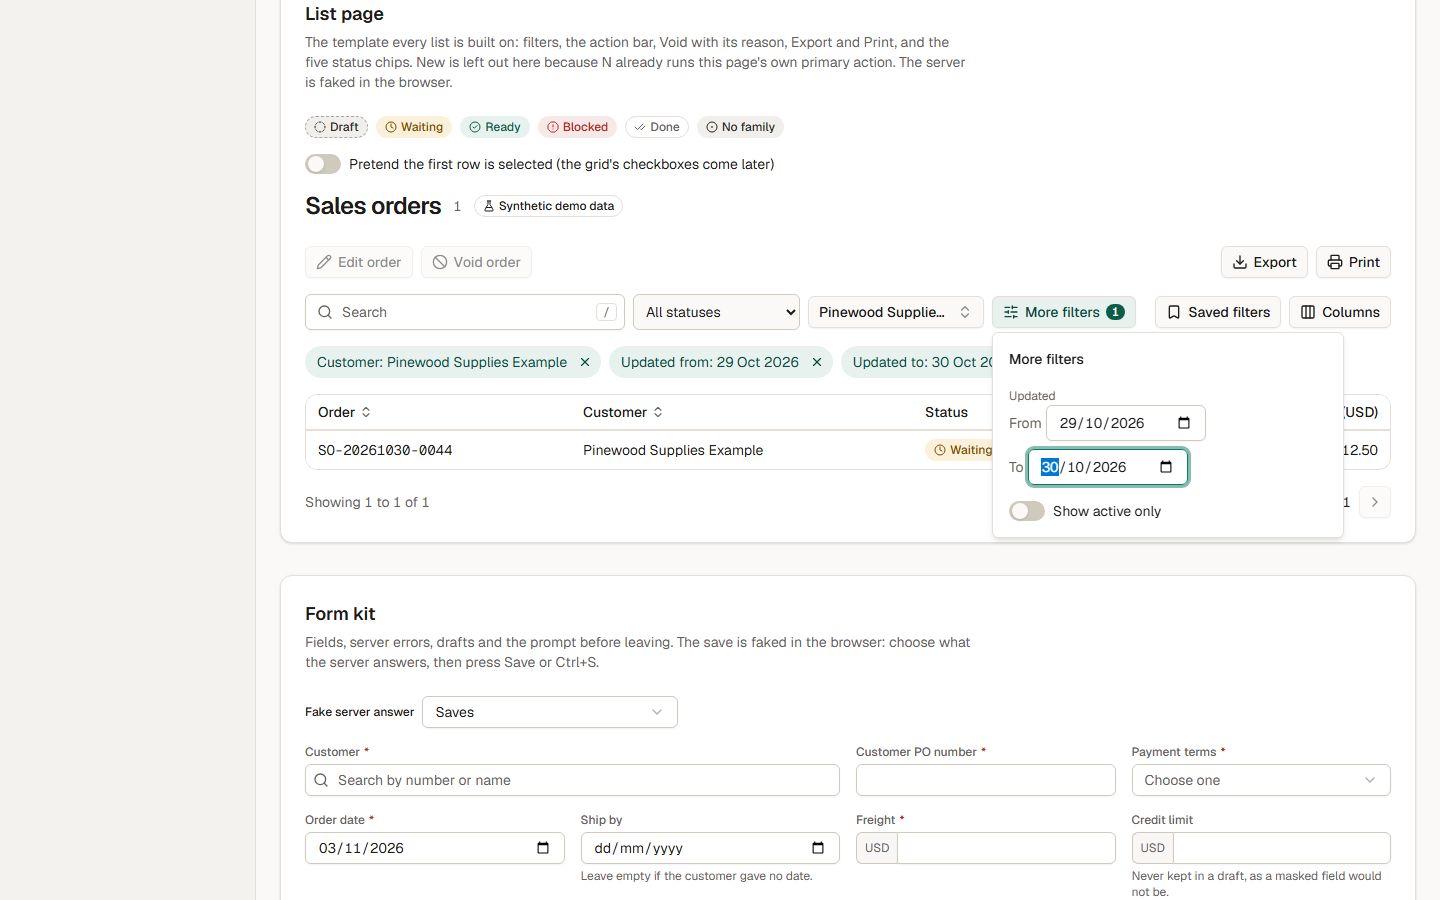 List page
The template every list is built on: filters, the action bar, Void with its reason, Export and Print, and the
five status chips. New is left out here because N already runs this page's own primary action. The server
is faked in the browser.
Draft Waiting Ready Blocked Done No family
Pretend the first row is selected (the grid's checkboxes come later)
Sales orders 1 Synthetic demo data
Edit order Void order Export Print
Search / All statuses Pinewood Supplie... More filters 1 Saved filters Columns
Customer: Pinewood Supplies Example Updated from: 29 Oct 2026 Updated to: 30 Oct
More filters
Updated
From 29/10/2026
To 30/10/2026
Show active only
Order Customer Status (USD)
SO-20261030-0044 Pinewood Supplies Example Waiting 12.50
Showing 1 to 1 of 1 1
Form kit
Fields, server errors, drafts and the prompt before leaving. The save is faked in the browser: choose what
the server answers, then press Save or Ctrl+S.
Fake server answer Saves
Customer * Customer PO number * Payment terms *
Search by number or name Choose one
Order date * Ship by Freight * Credit limit
03/11/2026 dd/mm/yyyy USD USD
Leave empty if the customer gave no date. Never kept in a draft, as a masked field would
not be.